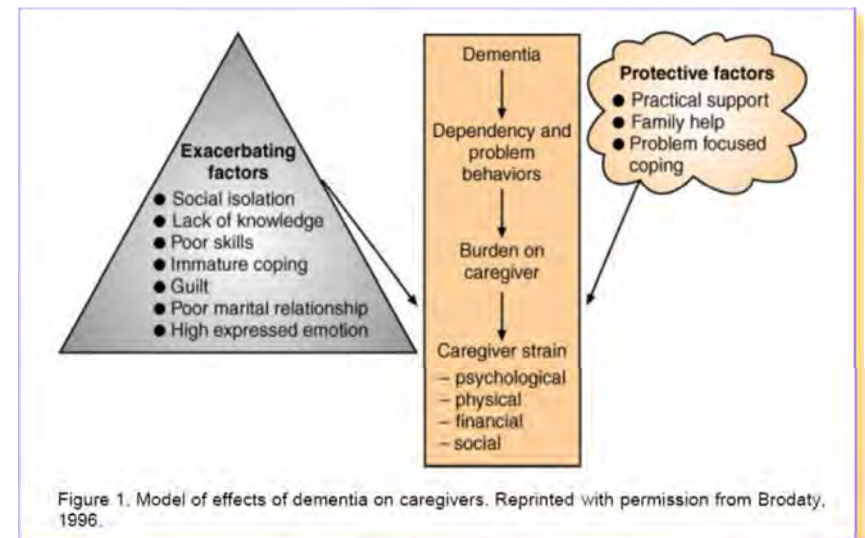 Exacerbating
factors
● Social isolation
● Lack of knowledge
● Poor skills
● Immature coping
● Guilt
● Poor marital relationship
● High expressed emotion
Dementia
Dependency and
problem
behaviors
Burden on
caregiver
Caregiver strain
– psychological
– physical
– financial
– social
Protective factors
● Practical support
● Family help
● Problem focused
coping
Figure 1. Model of effects of dementia on caregivers. Reprinted with permission from Brodaty,
1996.